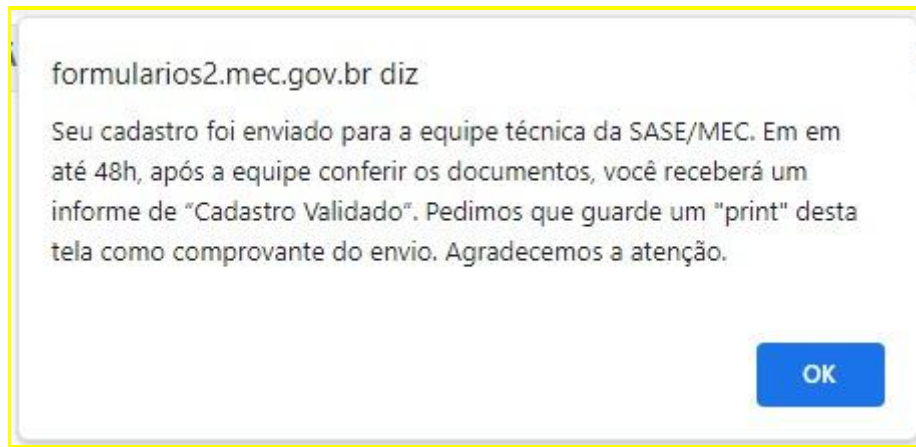 formularios2.mec.gov.br diz
Seu cadastro foi enviado para a equipe técnica da SASE/MEC. Em em
até 48h, após a equipe conferir os documentos, você receberá um
informe de “Cadastro Validado”. Pedimos que guarde um "print" desta
tela como comprovante do envio. Agradecemos a atenção.
OK